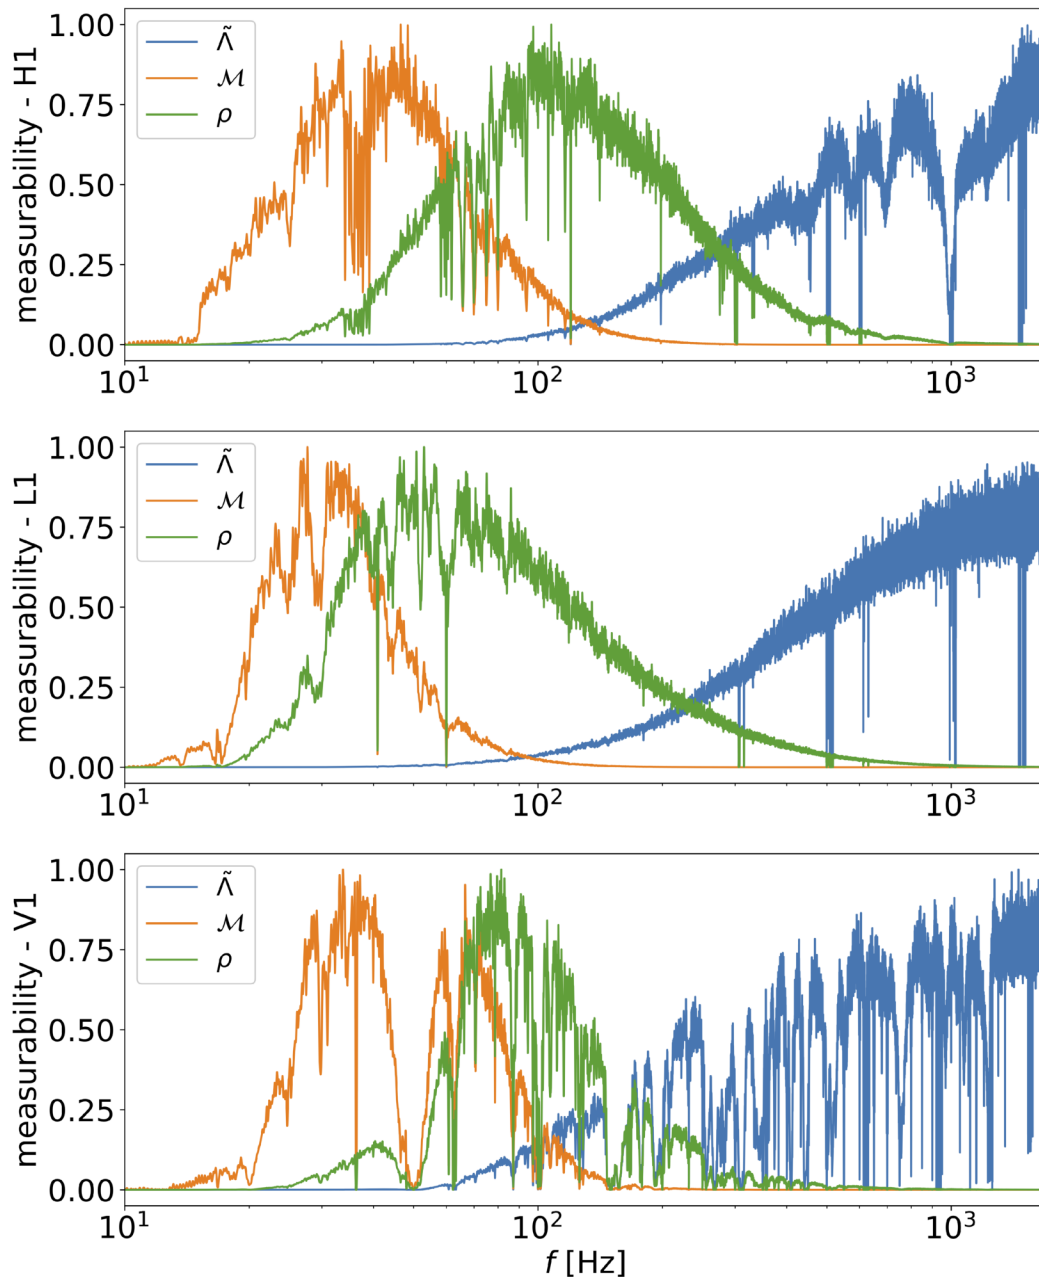 measurability - H1
1.00
0.75
0.50
0.25
0.00
Λ̃
ℳ
ρ
10¹
10²
10³
measurability - L1
1.00
0.75
0.50
0.25
0.00
Λ̃
ℳ
ρ
10¹
10²
10³
measurability - V1
1.00
0.75
0.50
0.25
0.00
Λ̃
ℳ
ρ
10¹
10²
10³
f [Hz]